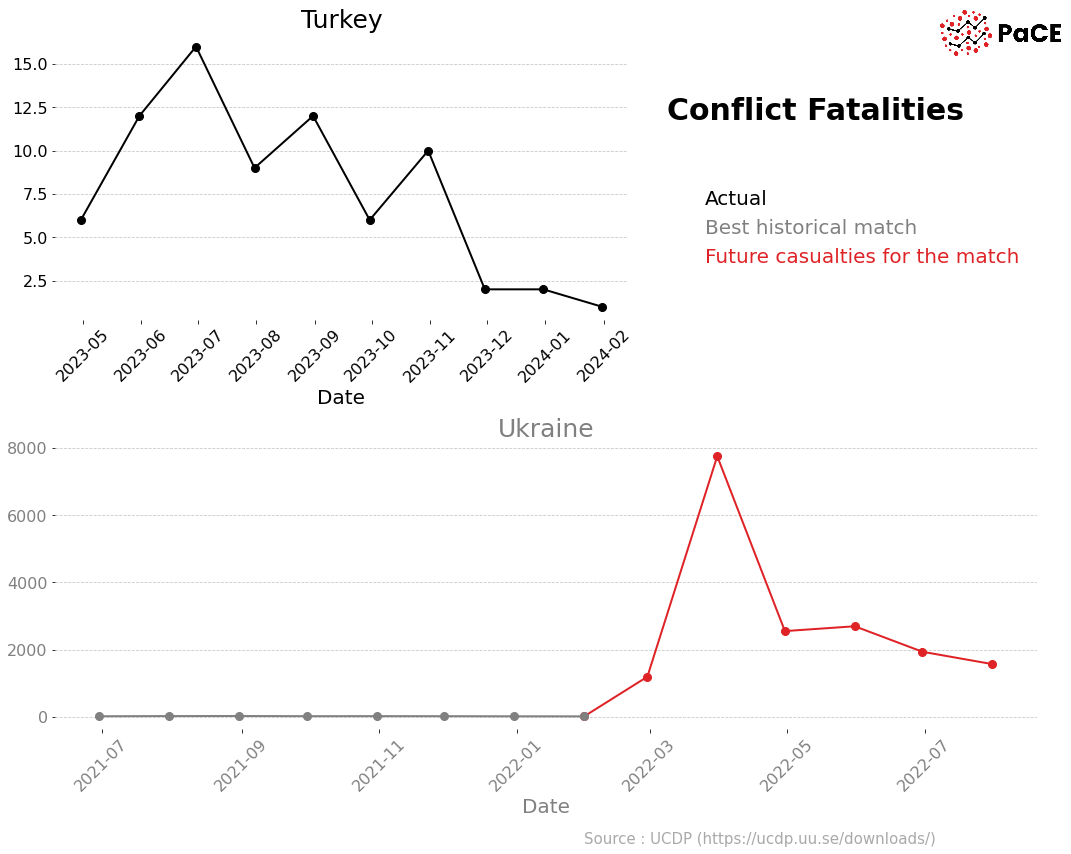 Turkey
PaCE
Conflict Fatalities
Actual
Best historical match
Future casualties for the match
15.0
12.5
10.0
7.5
5.0
2.5
2023-05 2023-06 2023-07 2023-08 2023-09 2023-10 2023-11 2023-12 2024-01 2024-02
Date
Ukraine
8000
6000
4000
2000
0
2021-07 2021-09 2021-11 2022-01 2022-03 2022-05 2022-07
Date
Source : UCDP (https://ucdp.uu.se/downloads/)